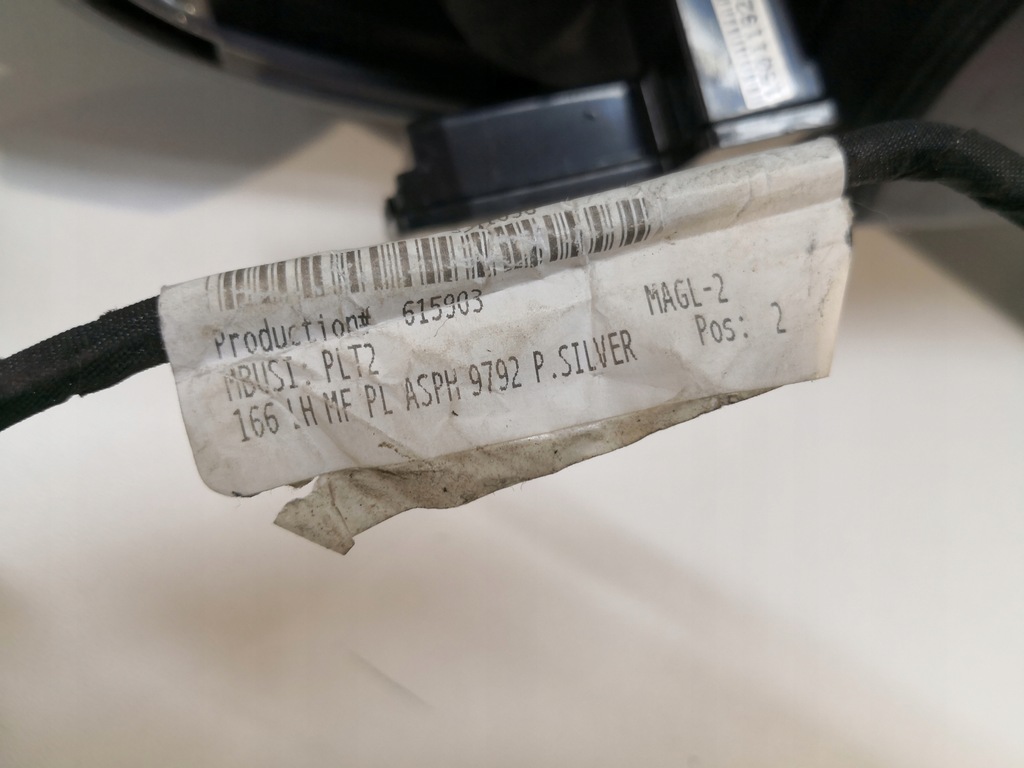 Production# 615903
MAGL-2
MBUSI: PLT2
Pos: 2
166 LH MF PL ASPH 9792 P.SILVER